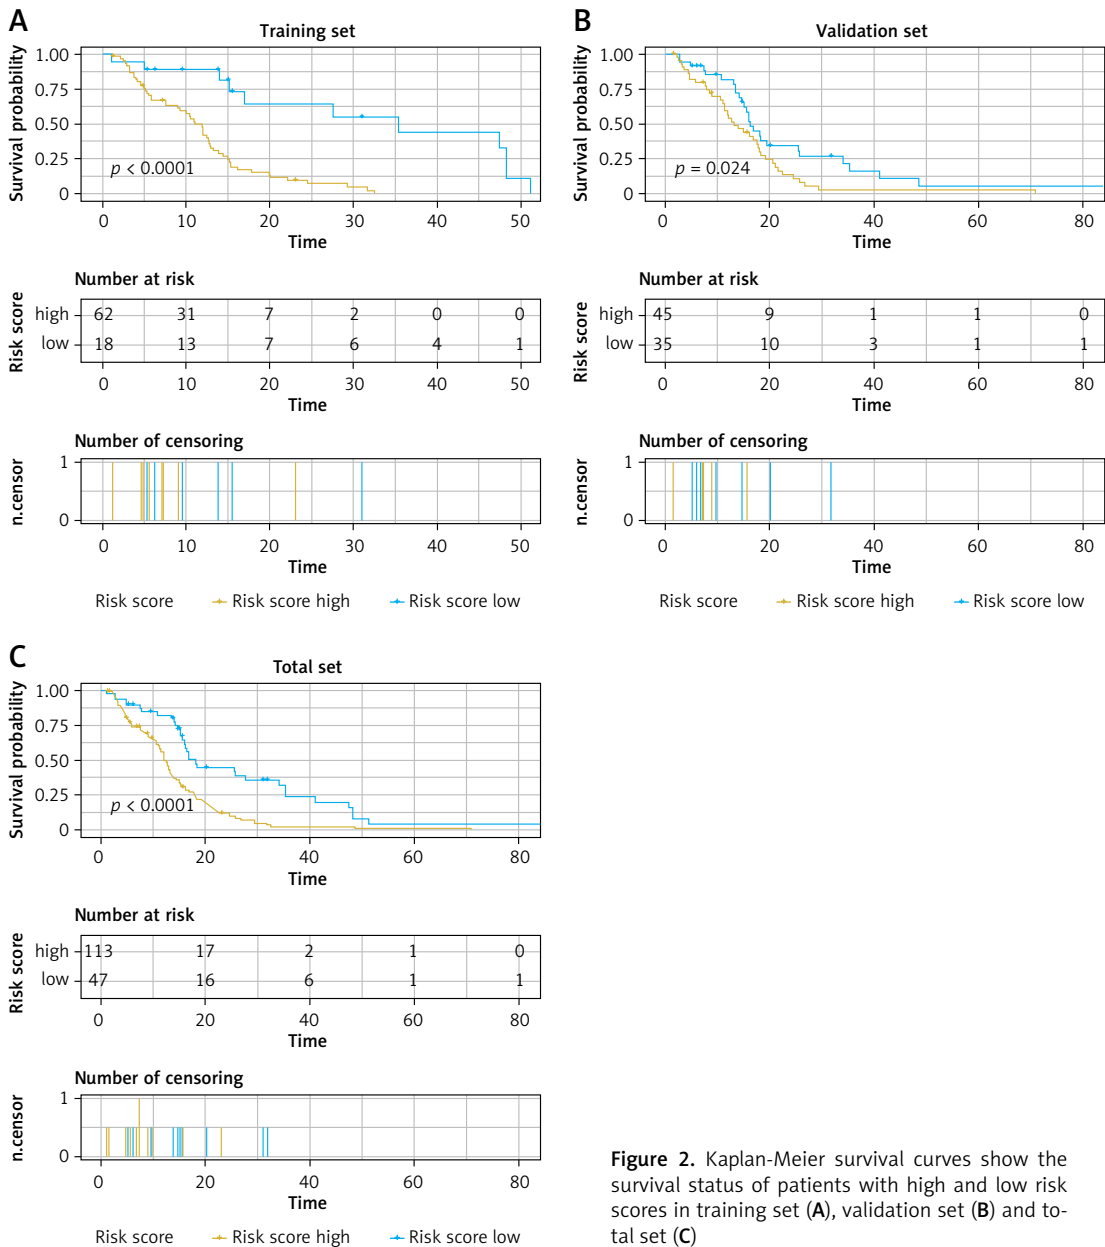 A
Training set
Survival probability
1.00
0.75
0.50
0.25
0
p < 0.0001
0 10 20 30 40 50
Time
Number at risk
Risk score
high 62 31 7 2 0 0
low 18 13 7 6 4 1
0 10 20 30 40 50
Time
Number of censoring
n.censor
1
0
0 10 20 30 40 50
Time
Risk score Risk score high Risk score low
B
Validation set
Survival probability
1.00
0.75
0.50
0.25
0
p = 0.024
0 20 40 60 80
Time
Number at risk
Risk score
high 45 9 1 1 0
low 35 10 3 1 1
0 20 40 60 80
Time
Number of censoring
n.censor
1
0
0 20 40 60 80
Time
Risk score Risk score high Risk score low
C
Total set
Survival probability
1.00
0.75
0.50
0.25
0
p < 0.0001
0 20 40 60 80
Time
Number at risk
Risk score
high 113 17 2 1 0
low 47 16 6 1 1
0 20 40 60 80
Time
Number of censoring
n.censor
1
0
0 20 40 60 80
Time
Risk score Risk score high Risk score low
Figure 2. Kaplan-Meier survival curves show the
survival status of patients with high and low risk
scores in training set (A), validation set (B) and to-
tal set (C)